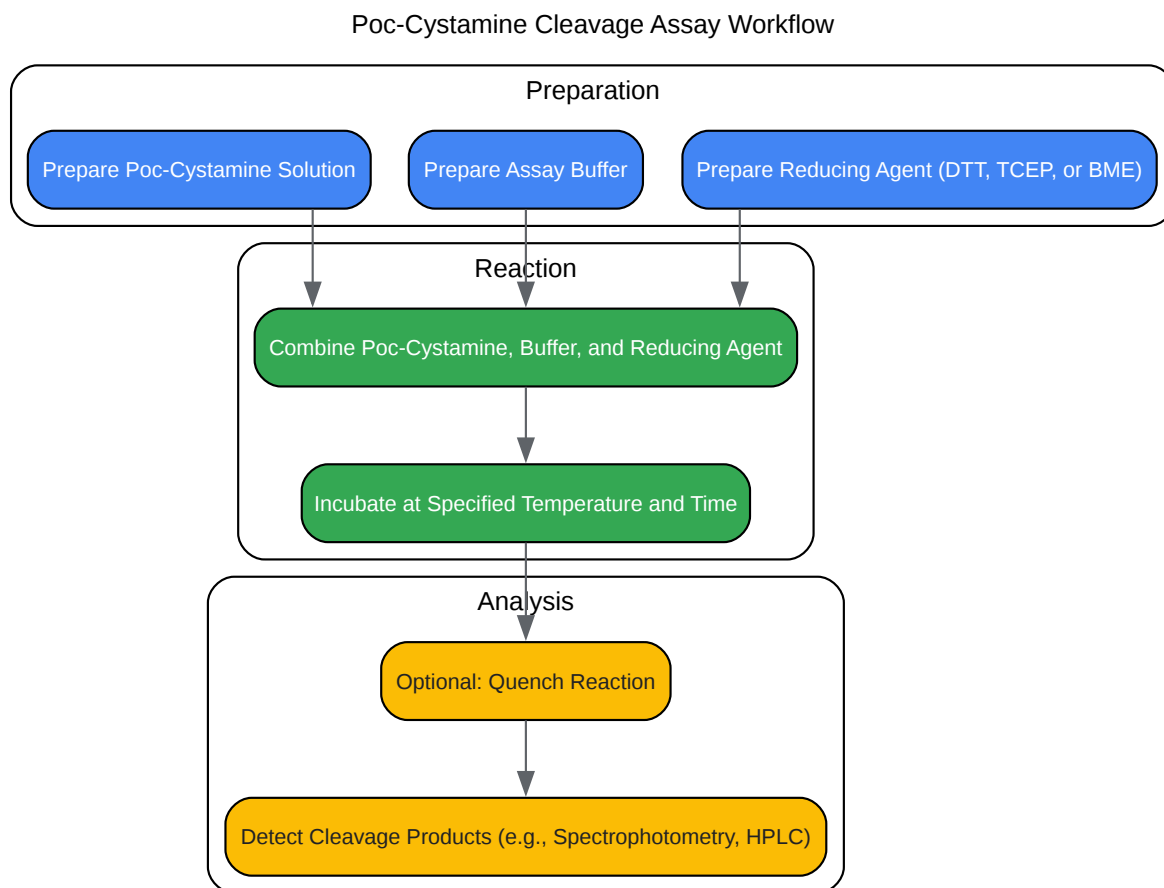 Poc-Cystamine Cleavage Assay Workflow
Preparation
Prepare Poc-Cystamine Solution
Prepare Assay Buffer
Prepare Reducing Agent (DTT, TCEP, or BME)
Reaction
Combine Poc-Cystamine, Buffer, and Reducing Agent
Incubate at Specified Temperature and Time
Analysis
Optional: Quench Reaction
Detect Cleavage Products (e.g., Spectrophotometry, HPLC)